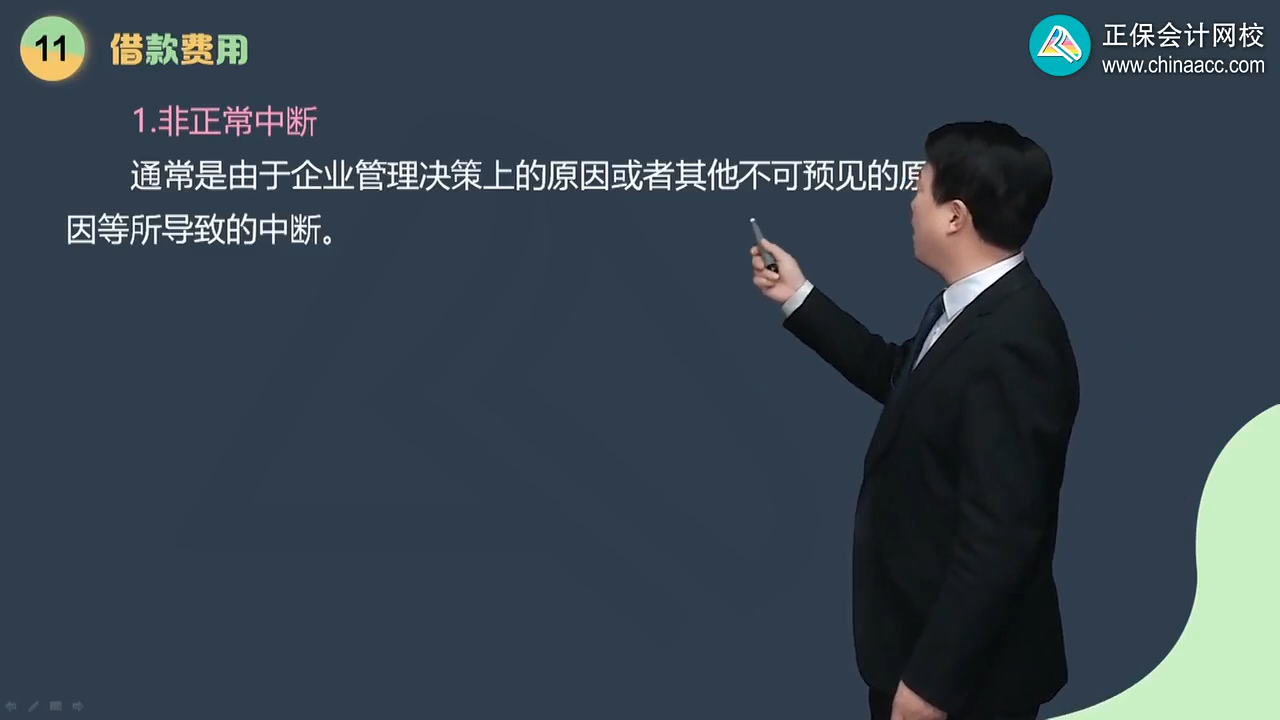 11 借款费用
正保会计网校
www.chinaacc.com
1.非正常中断
通常是由于企业管理决策上的原因或者其他不可预见的原
因等所导致的中断。